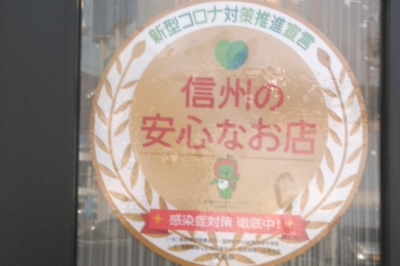 新型コロナ対策推進宣言
信州の
安心なお店
感染症対策 徹底中!